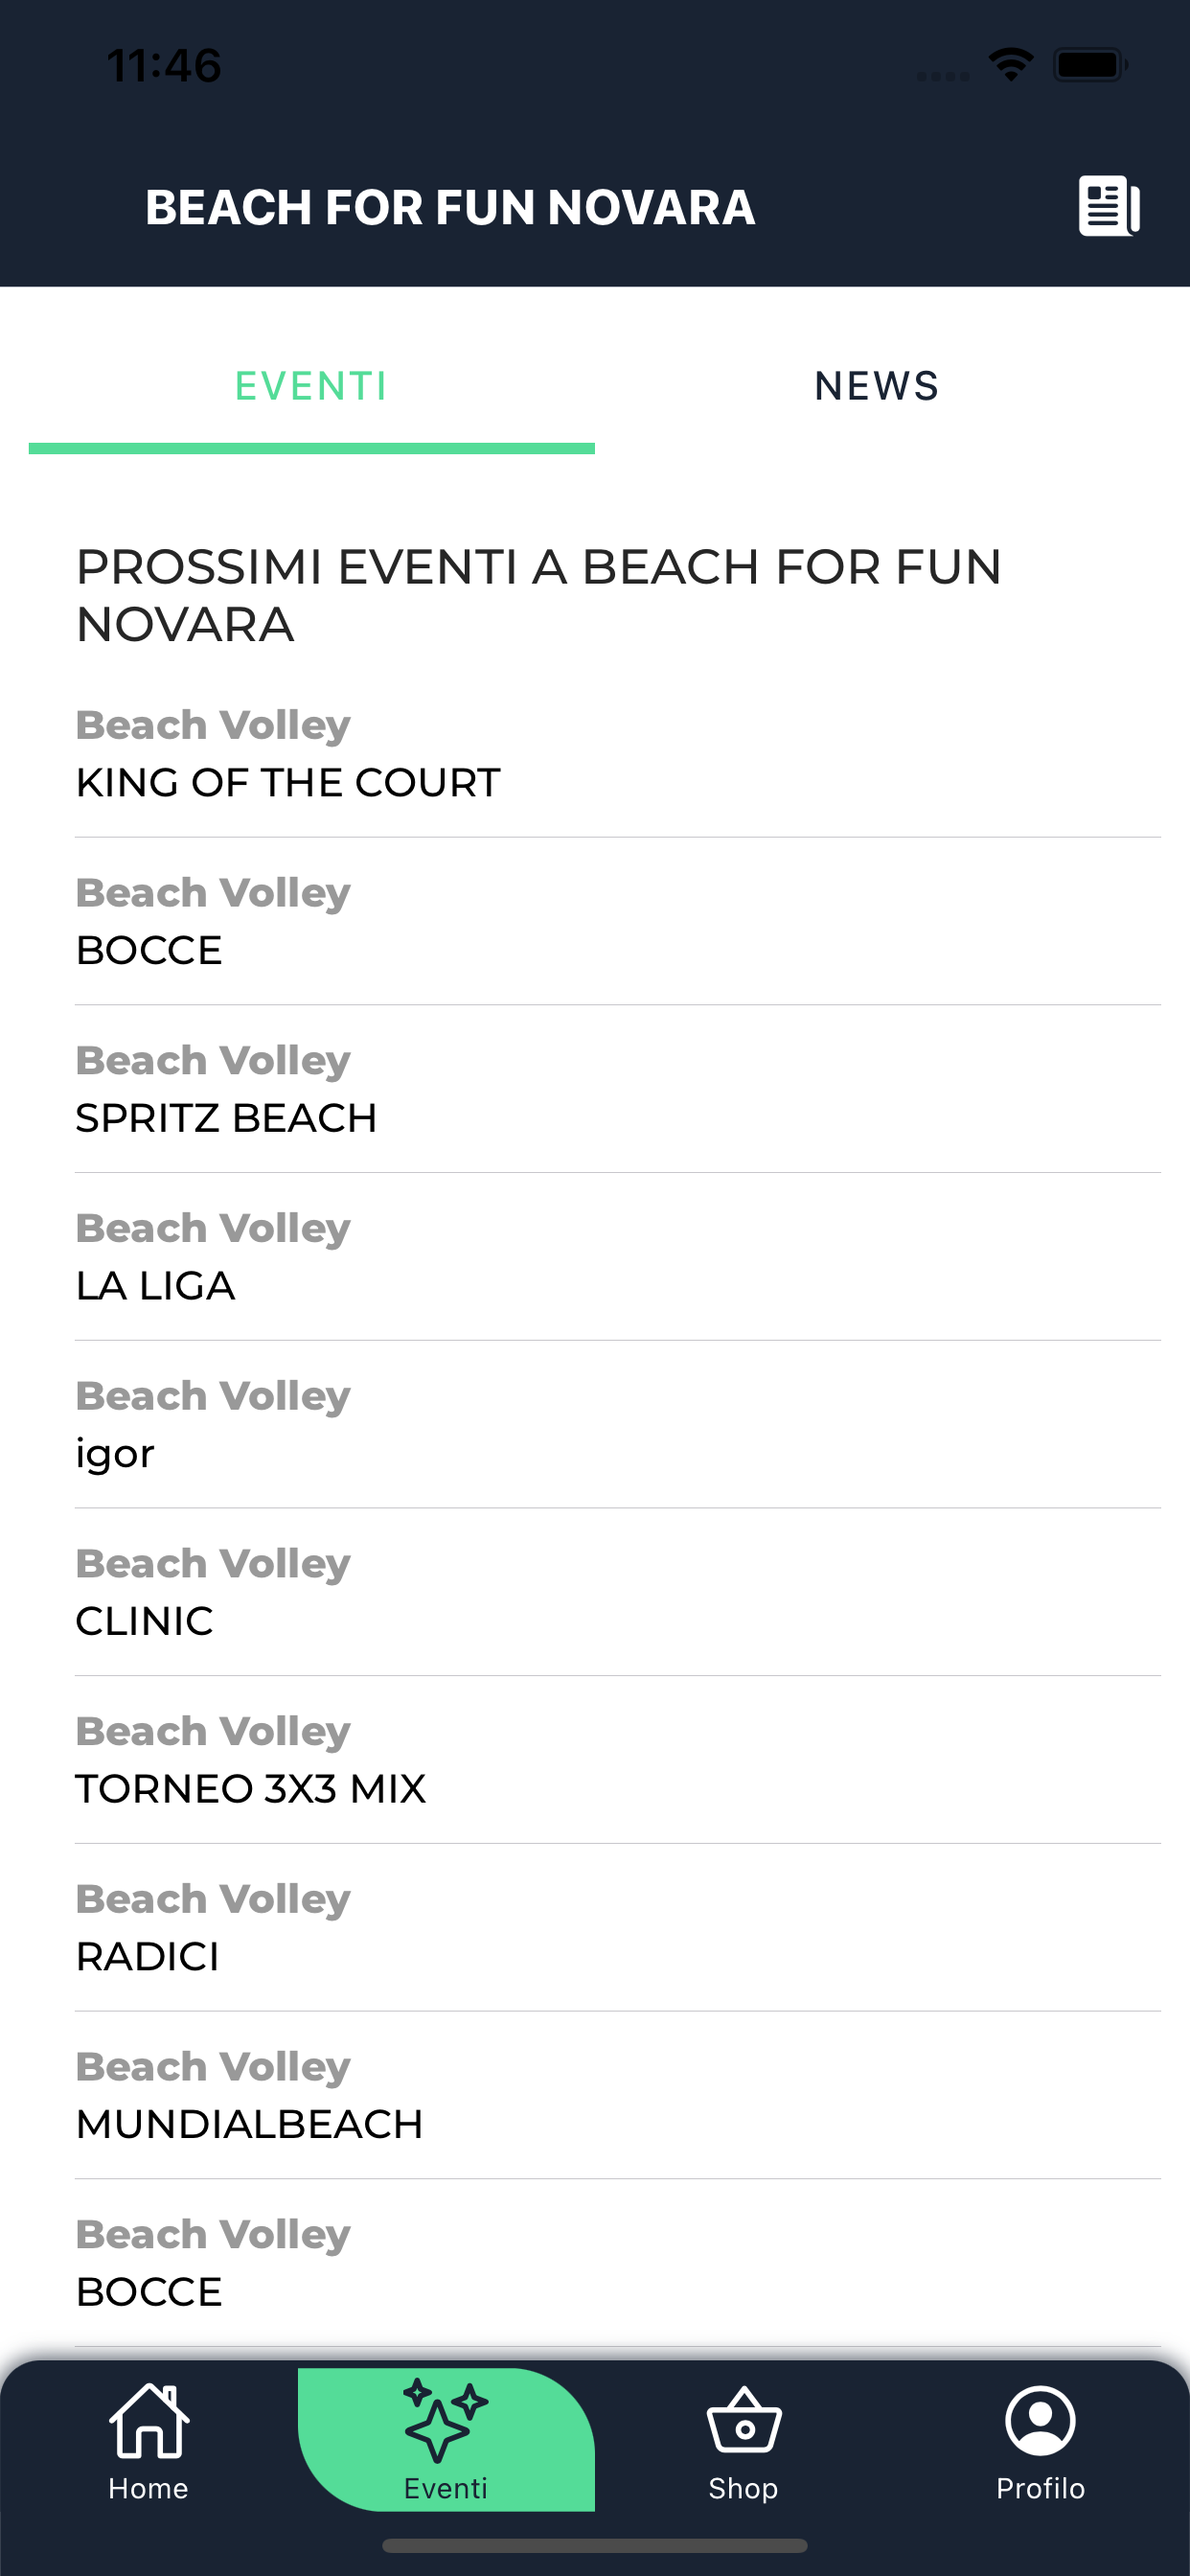 11:46
BEACH FOR FUN NOVARA
EVENTI
NEWS
PROSSIMI EVENTI A BEACH FOR FUN
NOVARA
Beach Volley
KING OF THE COURT
Beach Volley
BOCCE
Beach Volley
SPRITZ BEACH
Beach Volley
LA LIGA
Beach Volley
igor
Beach Volley
CLINIC
Beach Volley
TORNEO 3X3 MIX
Beach Volley
RADICI
Beach Volley
MUNDIALBEACH
Beach Volley
BOCCE
Home
Eventi
Shop
Profilo